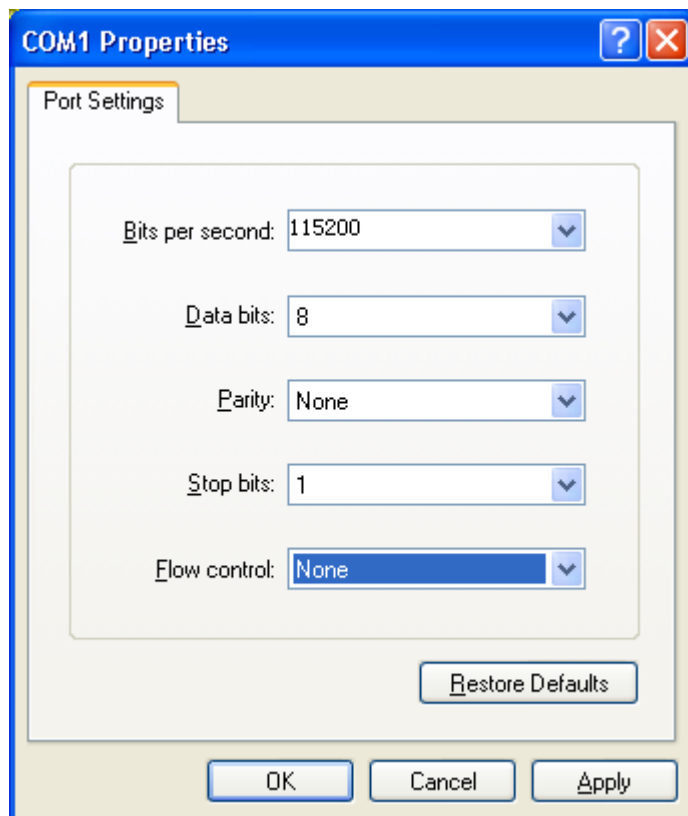 COM1 Properties
Port Settings
Bits per second: 115200
Data bits: 8
Parity: None
Stop bits: 1
Flow control: None
Restore Defaults
OK Cancel Apply